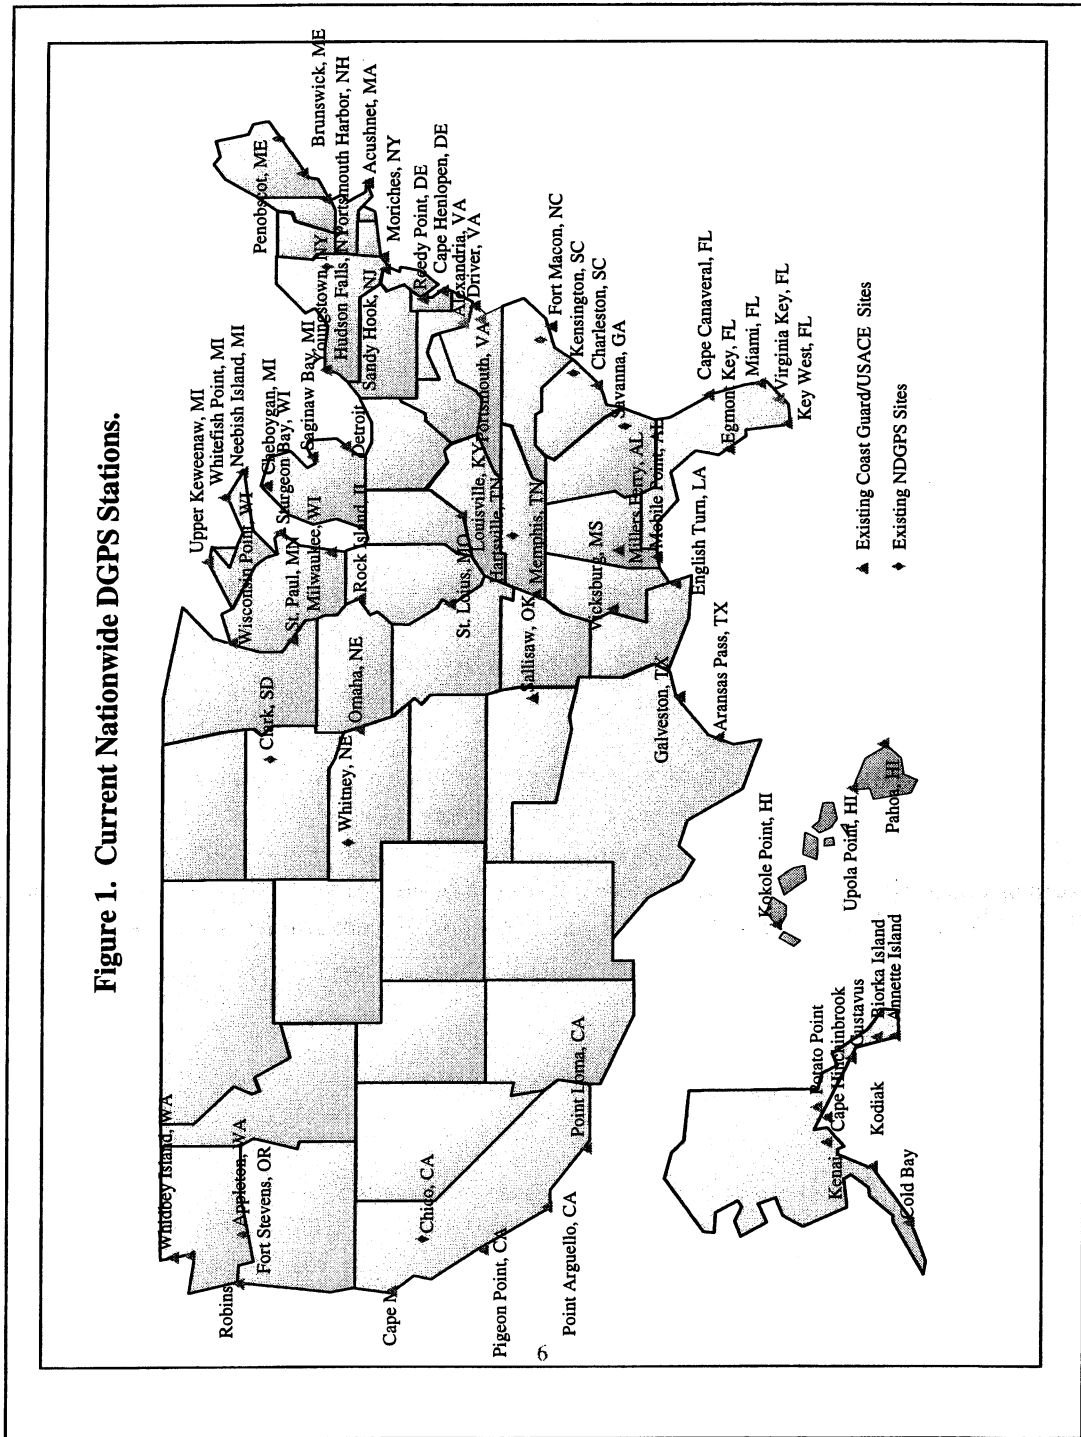 Figure 1. Current Nationwide DGPS Stations.
Whidbey Island, WA
Robins
Appleton, WA
Fort Stevens, OR
Cape M
Chico, CA
Pigeon Point, CA
Point Arguello, CA
Point Loma, CA
Clark, SD
Whitney, NE
Omaha, NE
Upper Keweenaw, MI
Whitefish Point, MI
Neebish Island, MI
Wisconsin Point, WI
Cheboygan, MI
Sturgeon Bay, WI
St. Paul, MN
Saginaw Bay, MI
Milwaukee, WI
Youngstown, NY
Detroit
Rock Island, IL
Hudson Falls, NY
Sandy Hook, NJ
Penobscot, ME
Brunswick, ME
Portsmouth Harbor, NH
Acushnet, MA
Moriches, NY
Reedy Point, DE
Cape Henlopen, DE
Alexandria, VA
Driver, VA
Portsmouth, VA
St. Loius, MO
Louisville, KY
Hartsville, TN
Memphis, TN
Sallisaw, OK
Vicksburg, MS
Millers Ferry, AL
Mobile Point, AL
English Turn, LA
Fort Macon, NC
Kensington, SC
Charleston, SC
Savanna, GA
Cape Canaveral, FL
Egmont Key, FL
Miami, FL
Virginia Key, FL
Key West, FL
Galveston, TX
Aransas Pass, TX
Kokole Point, HI
Upola Point, HI
Pahoa, HI
Potato Point
Cape Hinchinbrook
Gustavus
Biorka Island
Annette Island
Kenai
Kodiak
Cold Bay
Existing Coast Guard/USACE Sites
Existing NDGPS Sites
6